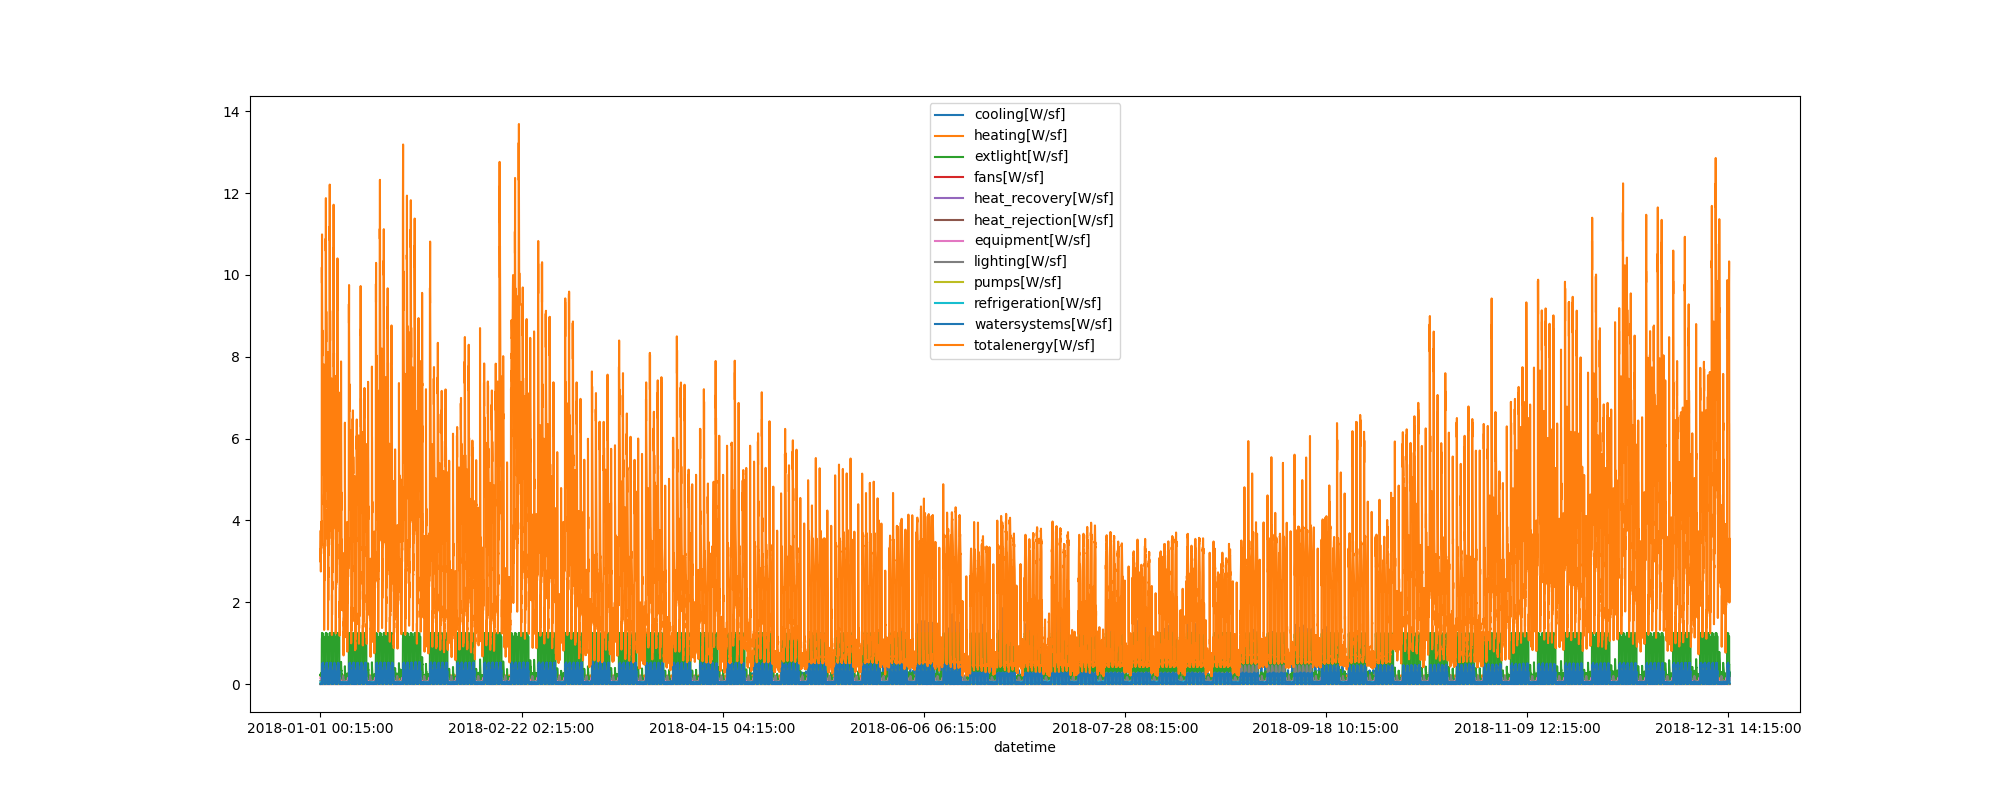 14
12
10
8
6
4
2
0
cooling[W/sf]
heating[W/sf]
extlight[W/sf]
fans[W/sf]
heat_recovery[W/sf]
heat_rejection[W/sf]
equipment[W/sf]
lighting[W/sf]
pumps[W/sf]
refrigeration[W/sf]
watersystems[W/sf]
totalenergy[W/sf]
2018-01-01 00:15:00 2018-02-22 02:15:00 2018-04-15 04:15:00 2018-06-06 06:15:00 2018-07-28 08:15:00 2018-09-18 10:15:00 2018-11-09 12:15:00 2018-12-31 14:15:00
datetime